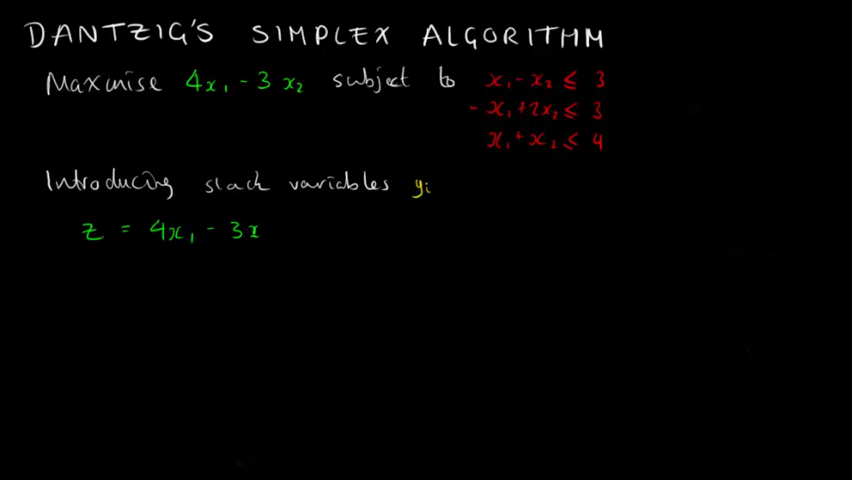 DANTZIG'S SIMPLEX ALGORITHM
Maximise 4x₁ - 3x₂ subject to x₁ - x₂ ≤ 3
- x₁ + 2x₂ ≤ 3
x₁ + x₂ ≤ 4
Introducing slack variables yi
z = 4x₁ - 3x